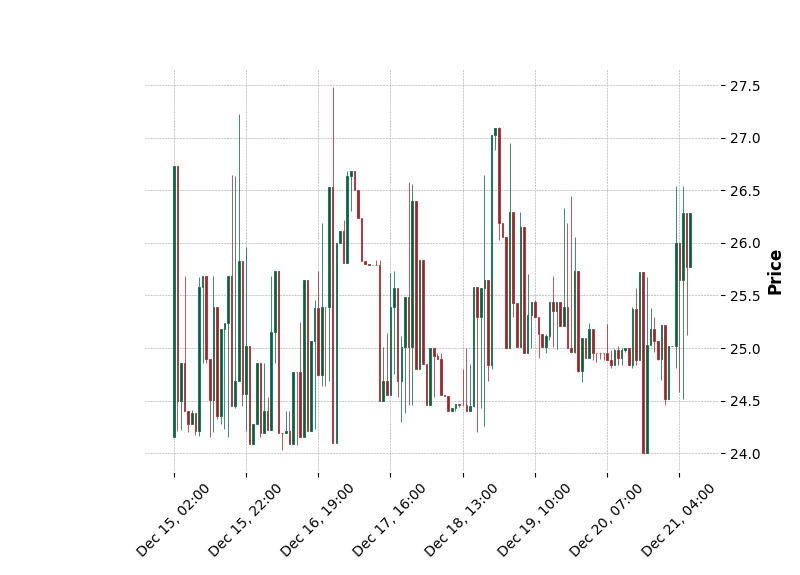 27.5
27.0
26.5
26.0
25.5
25.0
24.5
24.0
Price
Dec 15, 02:00
Dec 15, 22:00
Dec 16, 19:00
Dec 17, 16:00
Dec 18, 13:00
Dec 19, 10:00
Dec 20, 07:00
Dec 21, 04:00